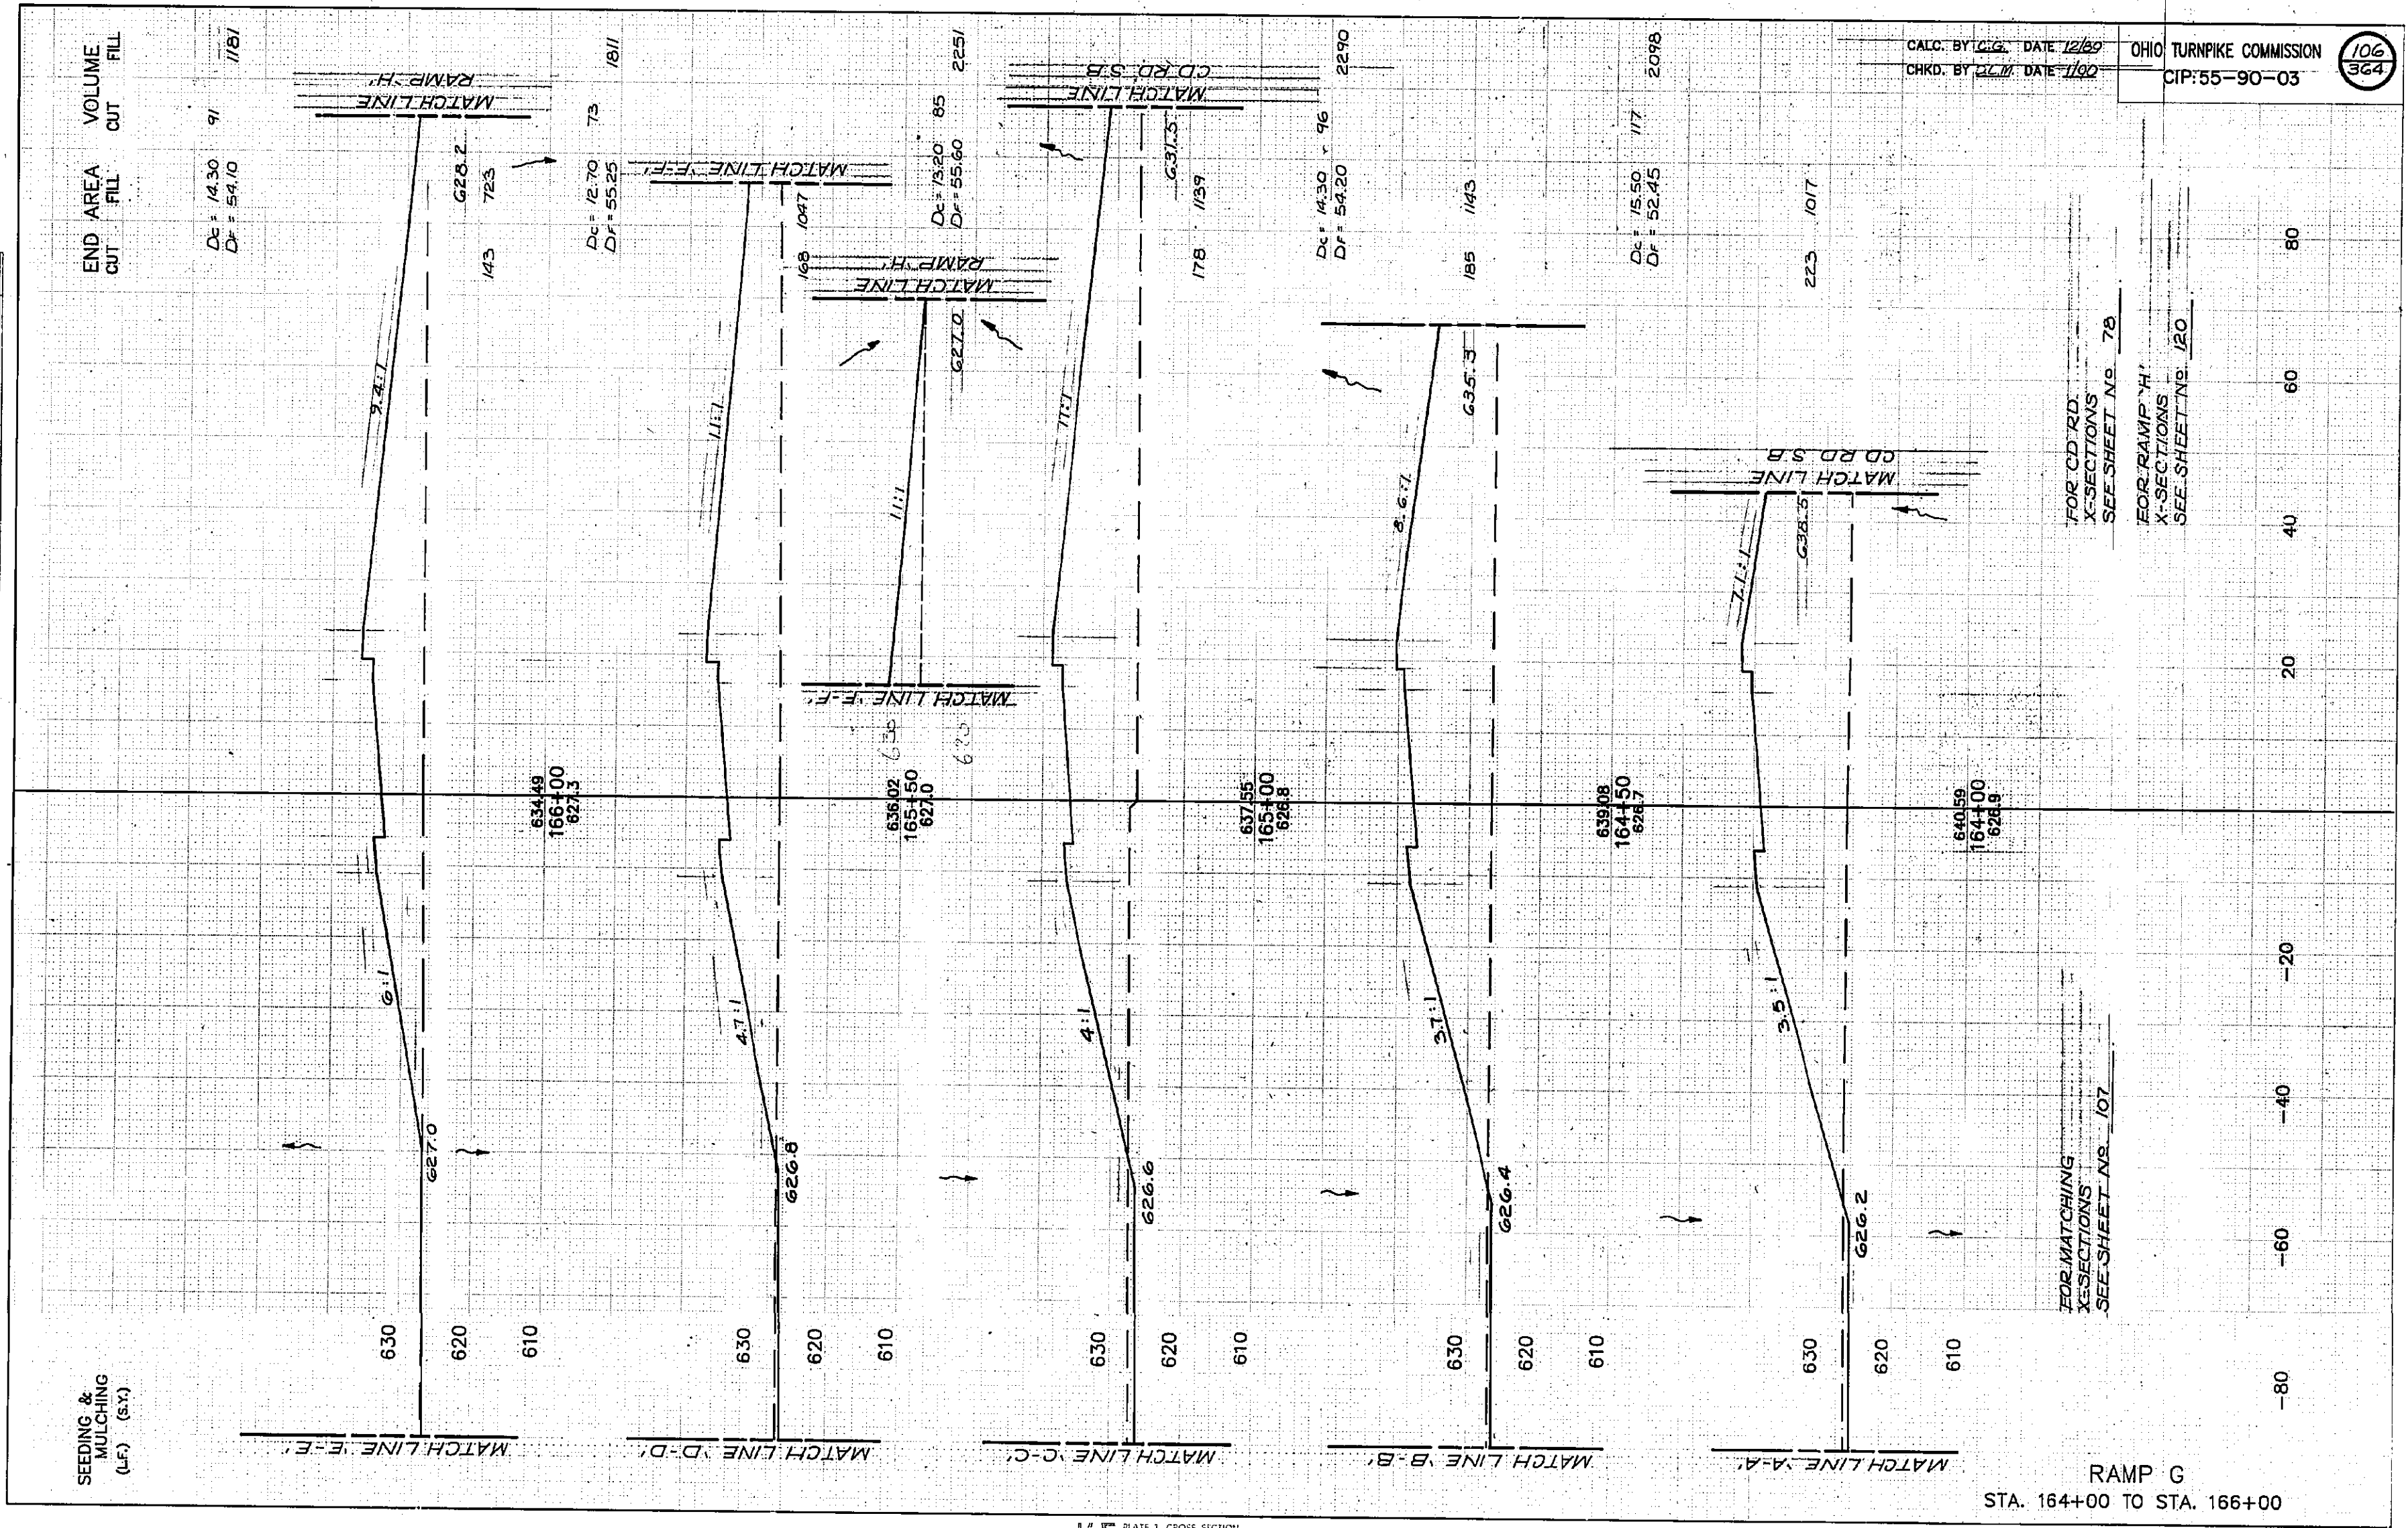 CALC. BY C.G. DATE 12/89
CHKD. BY DATE 1/90
OHIO TURNPIKE COMMISSION
CIP:55-90-03
106
364
END AREA VOLUME
CUT FILL CUT FILL
Dc = 14.30 91 1181
DF = 54.10
143 723
Dc = 12.70 73 1811
DF = 55.25
168 1047
Dc = 13.20 85 2251
DF = 55.60
178 1139
Dc = 14.30 96 2290
DF = 54.20
185 1143
Dc = 15.50 117 2098
DF = 52.45
223 1017
MATCH LINE
RAMP 'H'
628.2
9.4:1
6:1
627.0
634.49
166+00
627.3
630
620
610
MATCH LINE 'E-E'
MATCH LINE 'F-F'
11:1
4.7:1
626.8
636.02
165+50
627.0
630
620
610
MATCH LINE 'D-D'
MATCH LINE
RAMP 'H'
627.0
11:1
MATCH LINE 'F-F'
630
620
MATCH LINE
CD RD S.B
631.5
4:1
626.6
637.55
165+00
626.8
630
620
610
MATCH LINE 'C-C'
635.3
8.6:1
3.7:1
626.4
639.08
164+50
626.7
630
620
610
MATCH LINE 'B-B'
MATCH LINE
CD RD S.B
638.5
7.1:1
3.5:1
626.2
640.59
164+00
626.9
630
620
610
MATCH LINE 'A-A'
FOR CD RD.
X-SECTIONS
SEE SHEET NO 78
FOR RAMP 'H'
X-SECTIONS
SEE SHEET NO 120
FOR MATCHING
X-SECTIONS
SEE SHEET NO. 107
80
60
40
20
-20
-40
-60
-80
SEEDING &
MULCHING
(L.F.) (S.Y.)
RAMP G
STA. 164+00 TO STA. 166+00
PLATE 1 CROSS SECTION